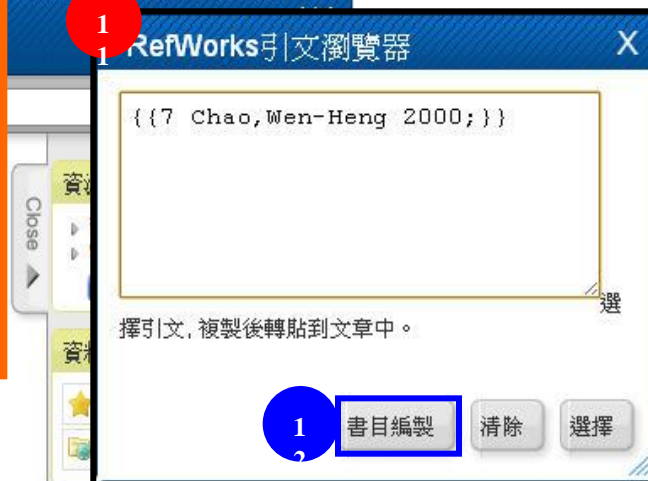 11
RefWorks引文瀏覽器 X
{{7 Chao,Wen-Heng 2000;}}
選
擇引文, 複製後轉貼到文章中。
Close
資
資
12
書目編製 清除 選擇